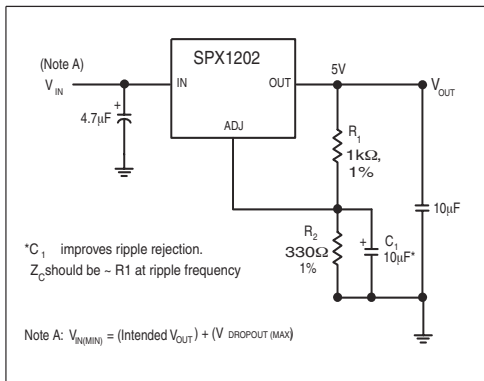 SPX1202
(Note A)
V IN
IN
OUT
5V
V OUT
4.7μF
+
ADJ
R 1
1kΩ,
1%
R 2
330Ω
1%
+
C 1
10μF*
10μF
*C 1 improves ripple rejection.
Z C should be ~ R1 at ripple frequency
Note A: V IN(MIN) = (Intended V OUT) + (V DROPOUT (MAX)